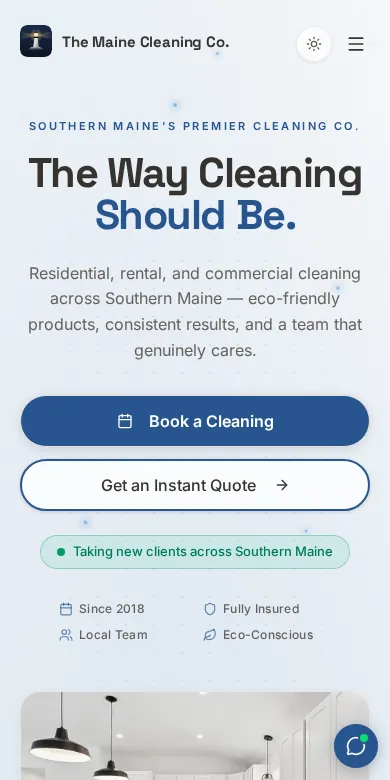 The Maine Cleaning Co.
SOUTHERN MAINE'S PREMIER CLEANING CO.
The Way Cleaning
Should Be.
Residential, rental, and commercial cleaning
across Southern Maine — eco-friendly
products, consistent results, and a team that
genuinely cares.
Book a Cleaning
Get an Instant Quote
Taking new clients across Southern Maine
Since 2018
Fully Insured
Local Team
Eco-Conscious